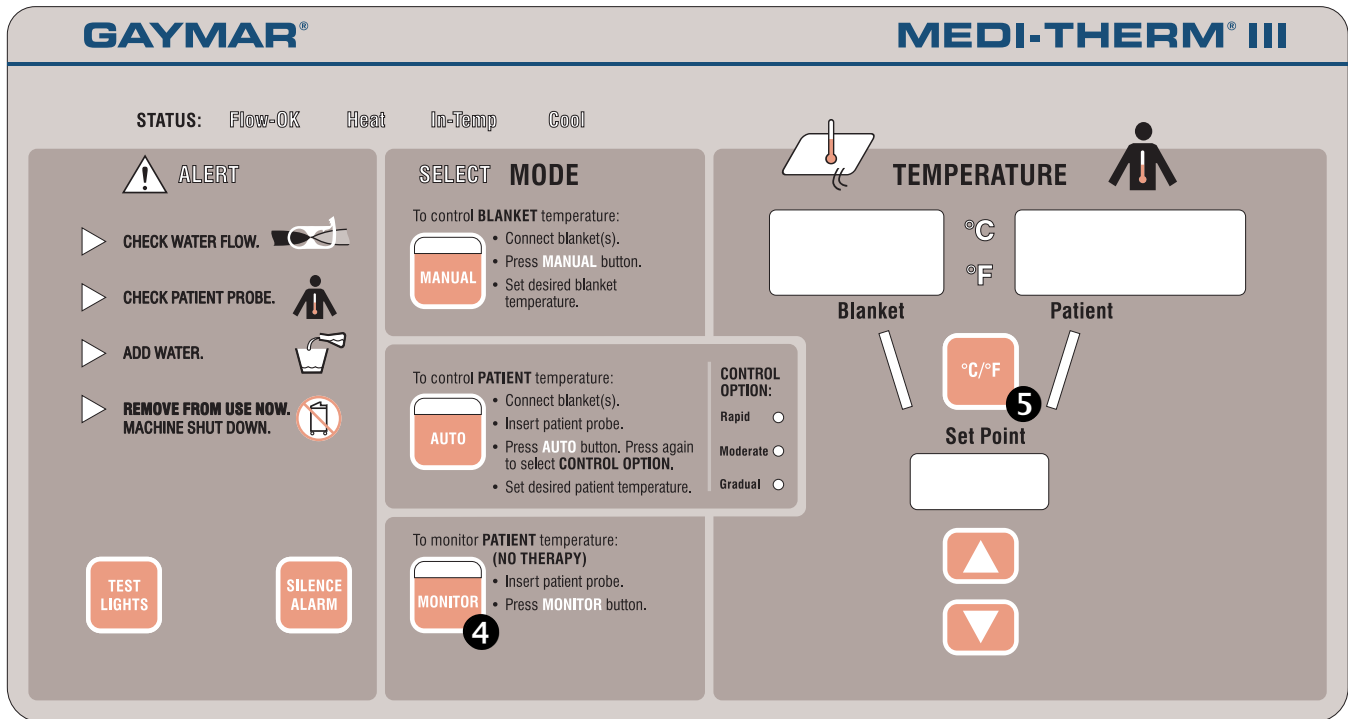 GAYMAR®
MEDI-THERM® III
STATUS: Flow-OK Heat In-Temp Cool
ALERT
CHECK WATER FLOW.
CHECK PATIENT PROBE.
ADD WATER.
REMOVE FROM USE NOW.
MACHINE SHUT DOWN.
TEST
LIGHTS
SILENCE
ALARM
SELECT MODE
To control BLANKET temperature:
MANUAL
• Connect blanket(s).
• Press MANUAL button.
• Set desired blanket
temperature.
To control PATIENT temperature:
AUTO
• Connect blanket(s).
• Insert patient probe.
• Press AUTO button. Press again
to select CONTROL OPTION.
• Set desired patient temperature.
CONTROL
OPTION:
Rapid
Moderate
Gradual
To monitor PATIENT temperature:
(NO THERAPY)
MONITOR
4
• Insert patient probe.
• Press MONITOR button.
TEMPERATURE
°C
°F
Blanket
Patient
°C/°F
5
Set Point